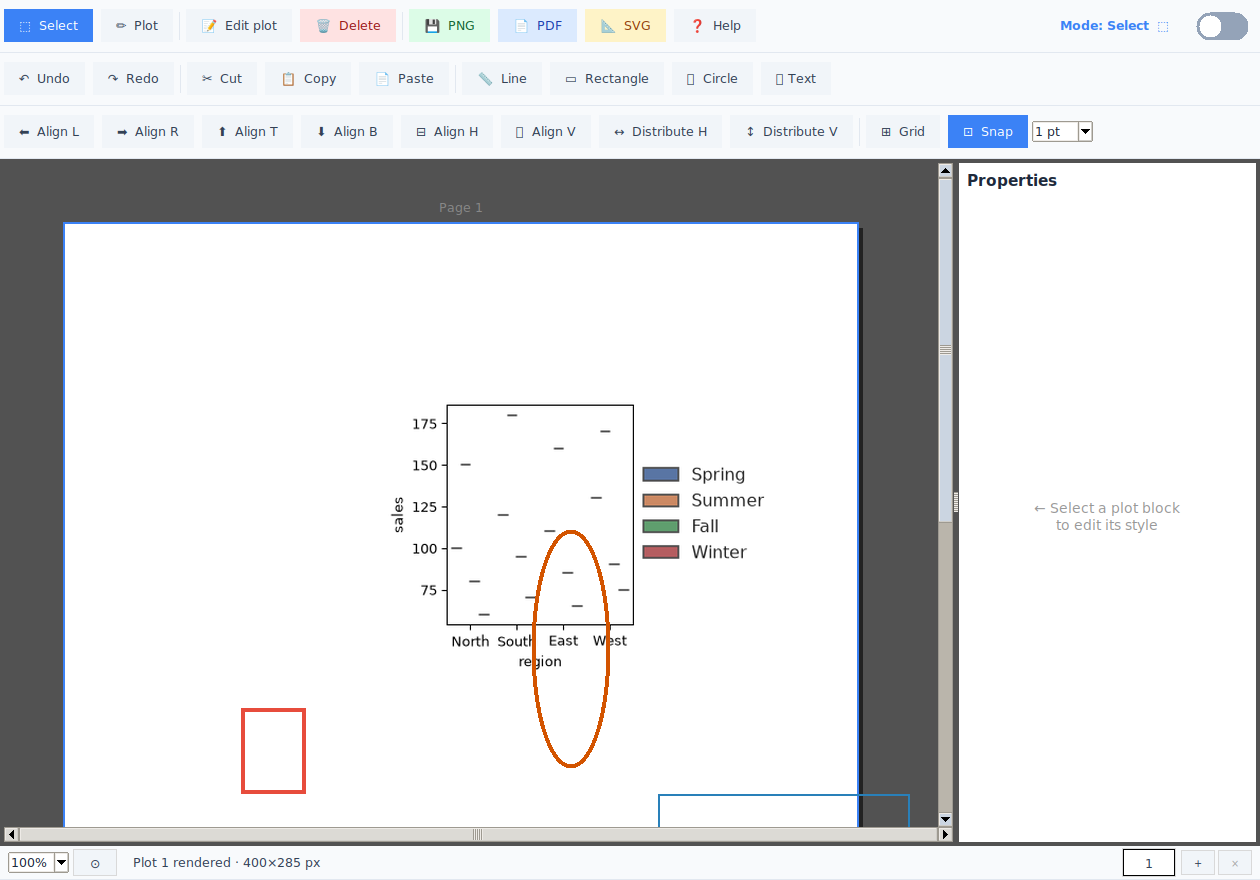 Select Plot Edit plot Delete PNG PDF SVG Help Mode: Select
Undo Redo Cut Copy Paste Line Rectangle Circle Text
Align L Align R Align T Align B Align H Align V Distribute H Distribute V Grid Snap 1 pt
Page 1
Properties
← Select a plot block
to edit its style
175
150
125
100
75
sales
North South East West
region
Spring
Summer
Fall
Winter
100% Plot 1 rendered · 400×285 px 1 + ×